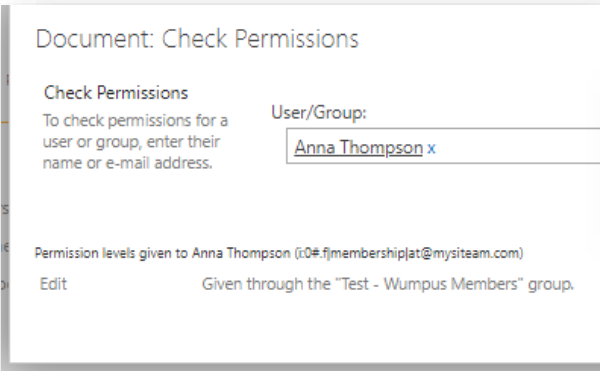 Document: Check Permissions
Check Permissions
To check permissions for a
user or group, enter their
name or e-mail address.
User/Group:
Anna Thompson x
Permission levels given to Anna Thompson (i:0#.f|membership|at@mysiteam.com)
Edit Given through the "Test - Wumpus Members" group.